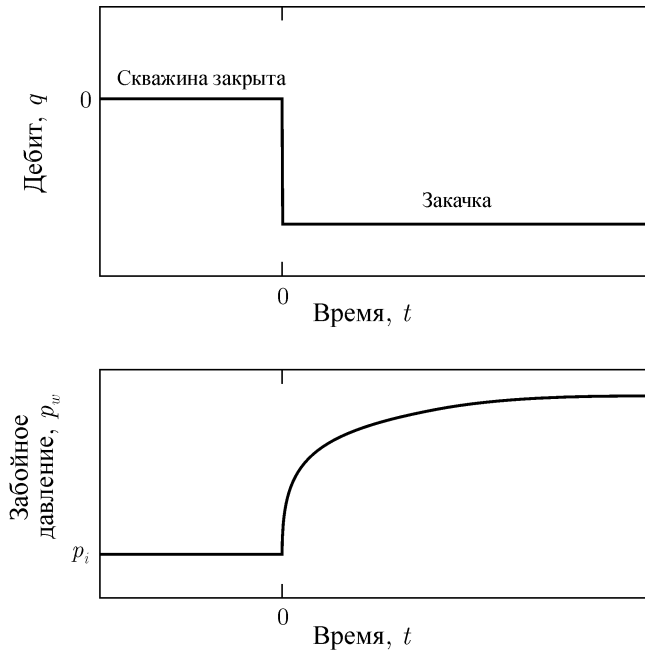 Скважина закрыта
0
Дебит, q
Закачка
0
Время, t
Забойное
давление, p_w
p_i
0
Время, t